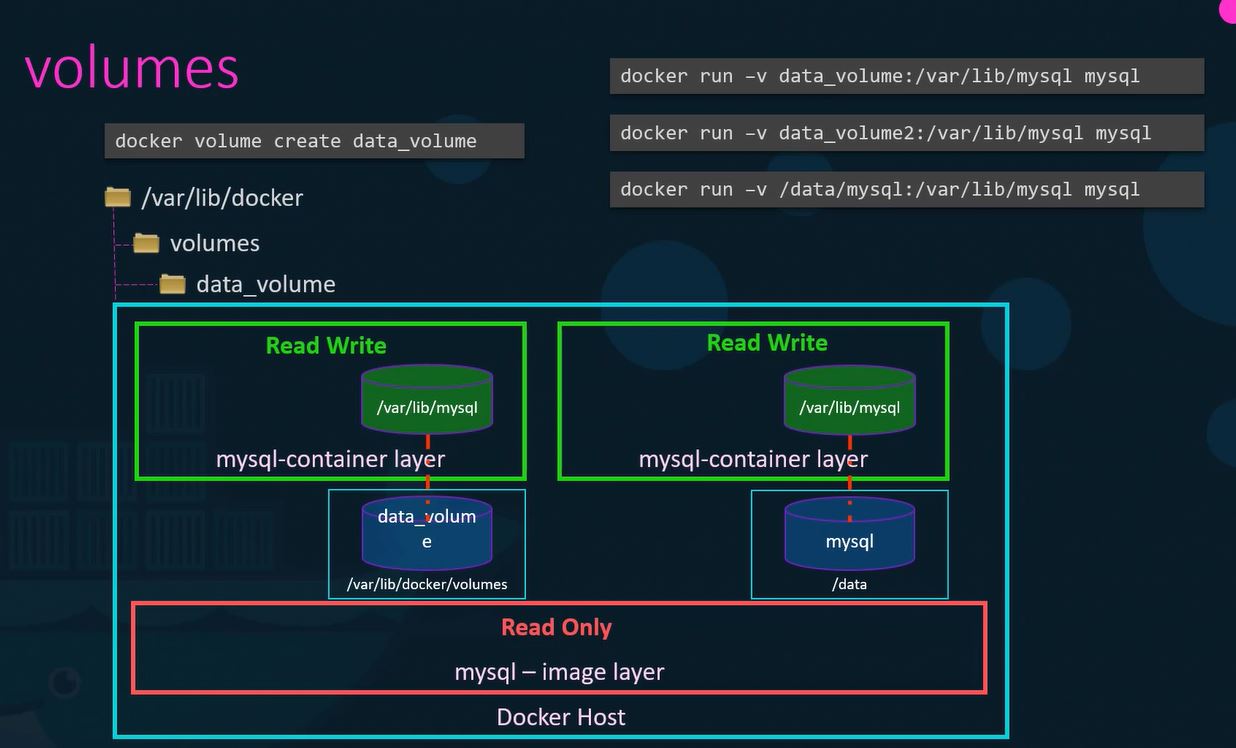 volumes
docker volume create data_volume
/var/lib/docker
volumes
data_volume
docker run –v data_volume:/var/lib/mysql mysql
docker run –v data_volume2:/var/lib/mysql mysql
docker run –v /data/mysql:/var/lib/mysql mysql
Read Write
/var/lib/mysql
mysql-container layer
data_volum
e
/var/lib/docker/volumes
Read Write
/var/lib/mysql
mysql-container layer
mysql
/data
Read Only
mysql – image layer
Docker Host